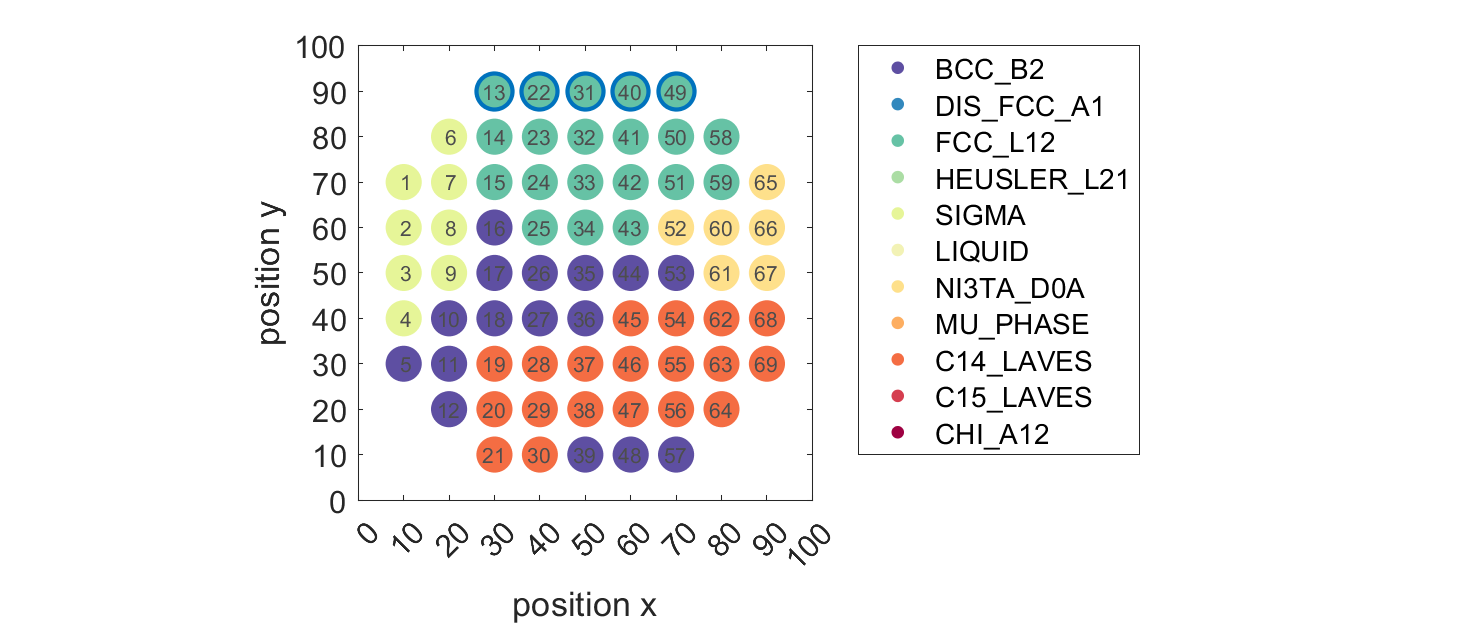 100
90
80
70
60
50
40
30
20
10
0
position y
13 22 31 40 49
6 14 23 32 41 50 58
1 7 15 24 33 42 51 59 65
2 8 16 25 34 43 52 60 66
3 9 17 26 35 44 53 61 67
4 10 18 27 36 45 54 62 68
5 11 19 28 37 46 55 63 69
12 20 29 38 47 56 64
21 30 39 48 57
0 10 20 30 40 50 60 70 80 90 100
position x
BCC_B2
DIS_FCC_A1
FCC_L12
HEUSLER_L21
SIGMA
LIQUID
NI3TA_D0A
MU_PHASE
C14_LAVES
C15_LAVES
CHI_A12